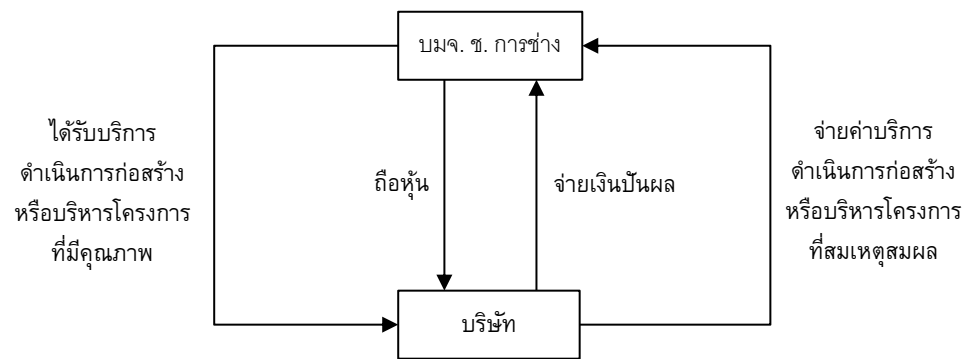 บมจ. ช. การช่าง
ได้รับบริการ
ดำเนินการก่อสร้าง
หรือบริหารโครงการ
ที่มีคุณภาพ
ถือหุ้น
จ่ายเงินปันผล
จ่ายค่าบริการ
ดำเนินการก่อสร้าง
หรือบริหารโครงการ
ที่สมเหตุสมผล
บริษัท